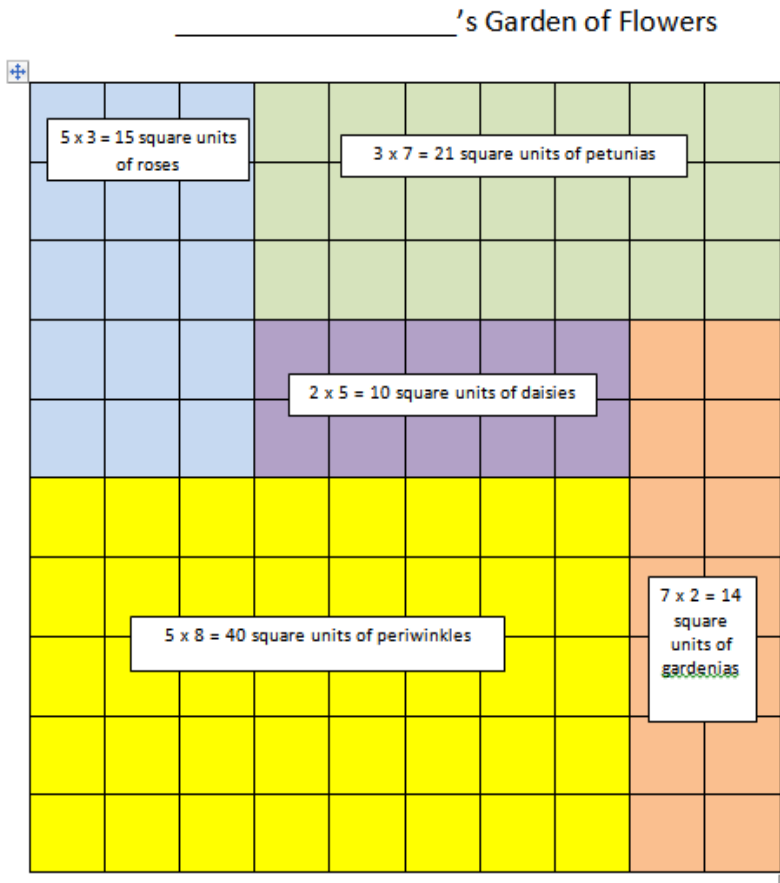 _____________________'s Garden of Flowers
5 x 3 = 15 square units
of roses
3 x 7 = 21 square units of petunias
2 x 5 = 10 square units of daisies
7 x 2 = 14
square
units of
gardenias
5 x 8 = 40 square units of periwinkles